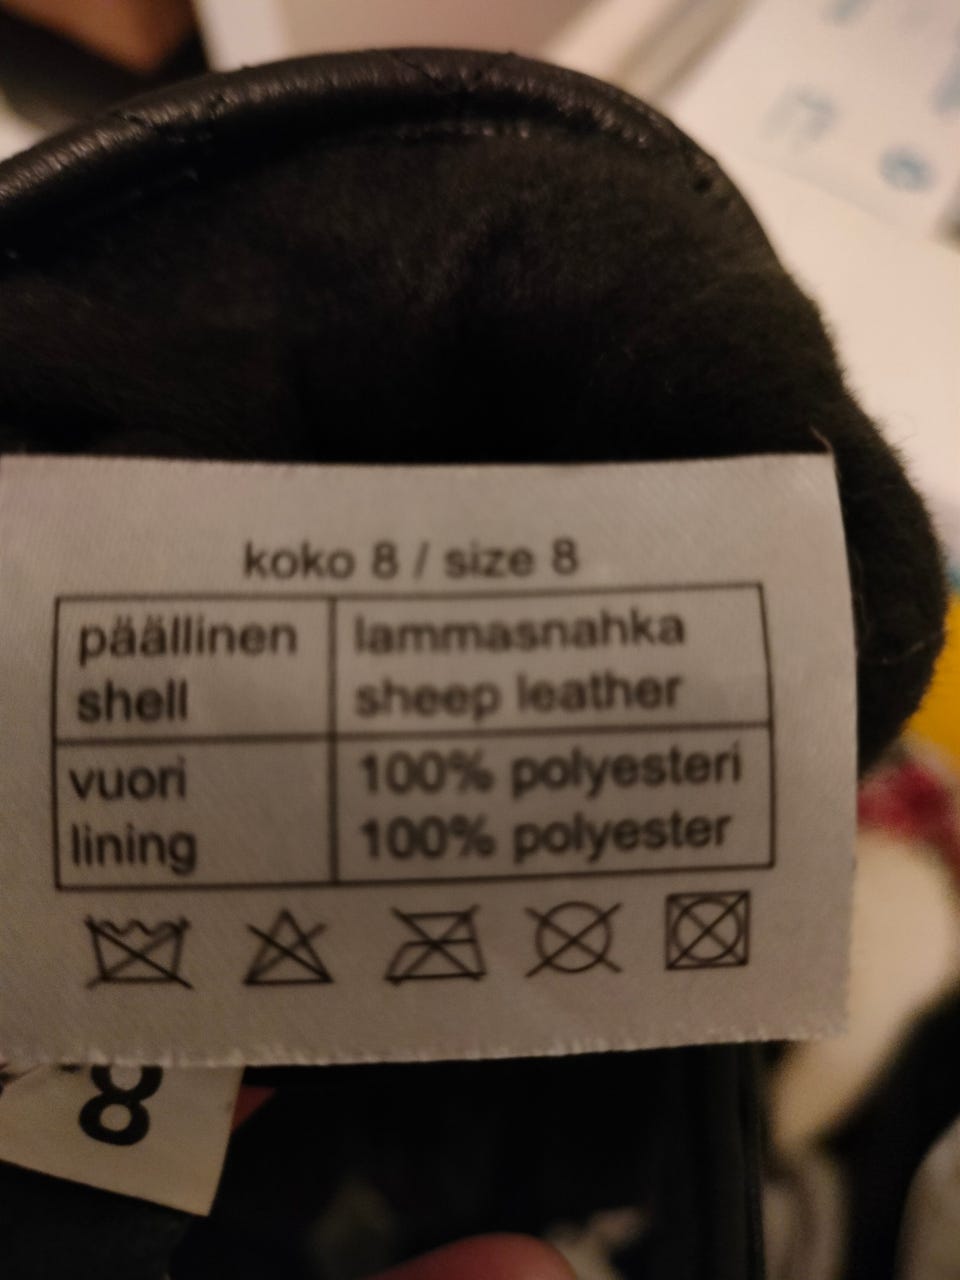 koko 8 / size 8
päällinen lammasnahka
shell sheep leather
vuori 100% polyesteri
lining 100% polyester
8